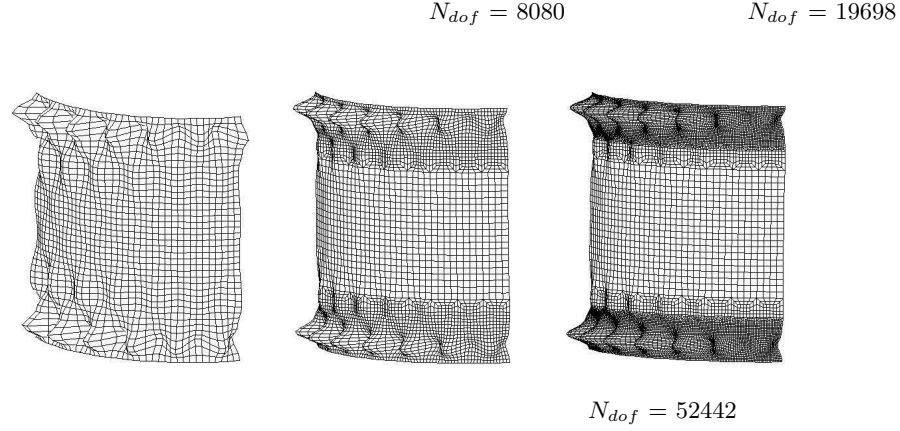 N_{dof} = 8080
N_{dof} = 19698
N_{dof} = 52442